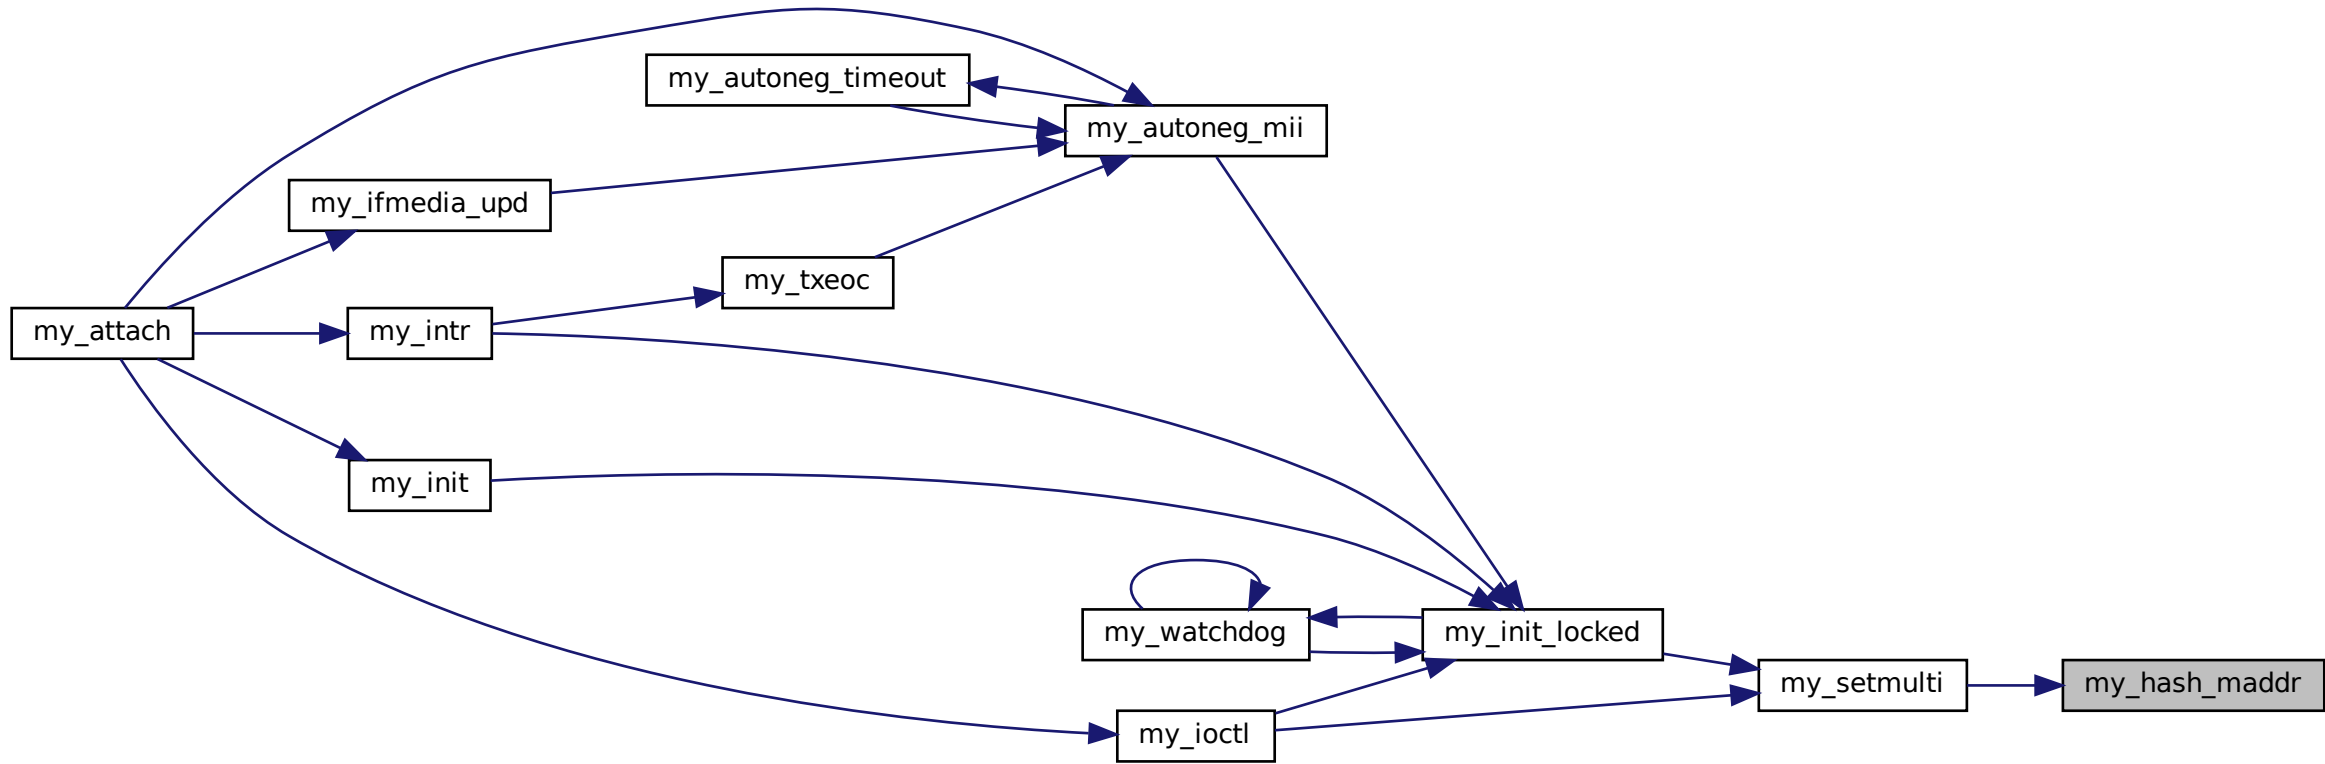 my_autoneg_timeout
my_autoneg_mii
my_ifmedia_upd
my_txeoc
my_attach
my_intr
my_init
my_watchdog
my_init_locked
my_setmulti
my_hash_maddr
my_ioctl